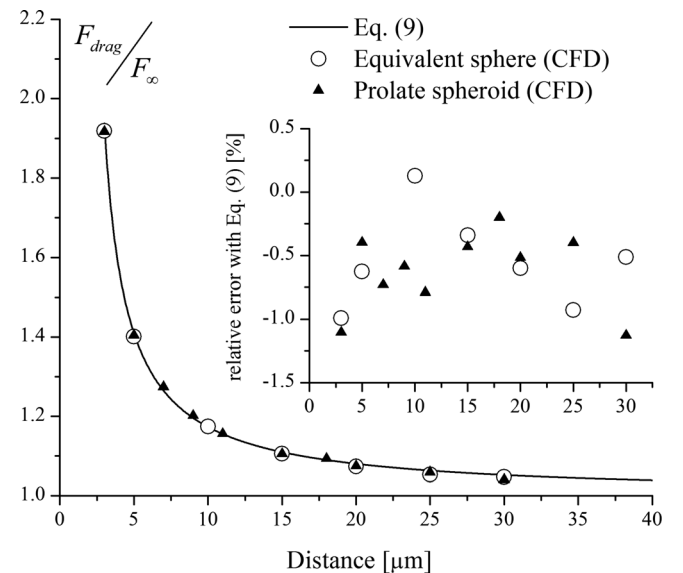 2.2
F_drag / F_∞
Eq. (9)
Equivalent sphere (CFD)
Prolate spheroid (CFD)
2.0
1.8
1.6
1.4
1.2
1.0
relative error with Eq. (9) [%]
0.5
0.0
-0.5
-1.0
-1.5
0 5 10 15 20 25 30
0 5 10 15 20 25 30 35 40
Distance [μm]